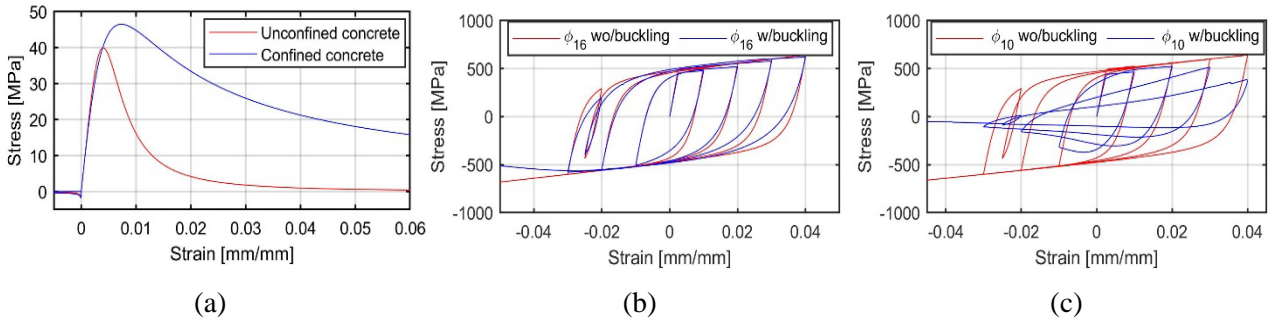 50
40
30
20
10
0
Stress [MPa]
0
0.01
0.02
0.03
0.04
0.05
0.06
Strain [mm/mm]
Unconfined concrete
Confined concrete
(a)
1000
500
0
-500
-1000
Stress [MPa]
-0.04
-0.02
0
0.02
0.04
Strain [mm/mm]
ϕ16 wo/buckling
ϕ16 w/buckling
(b)
1000
500
0
-500
-1000
Stress [MPa]
-0.04
-0.02
0
0.02
0.04
Strain [mm/mm]
ϕ10 wo/buckling
ϕ10 w/buckling
(c)